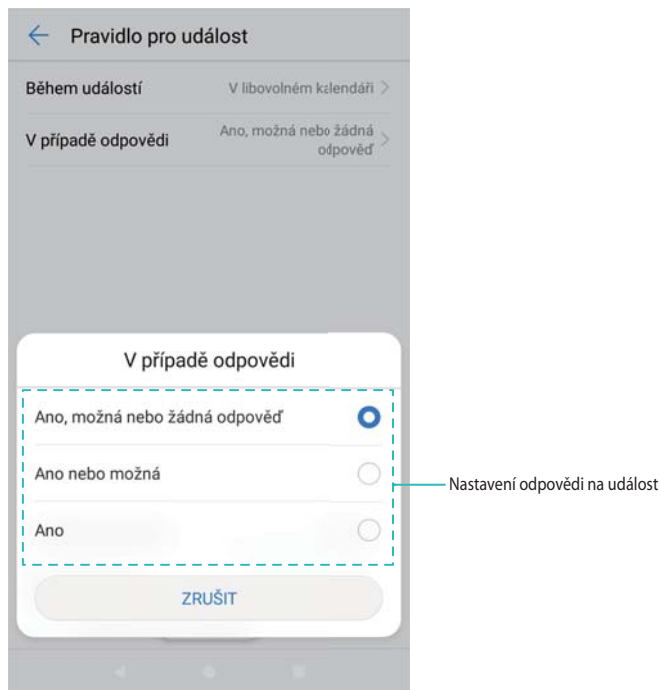 Pravidlo pro událost
Během událostí
V libovolném kalendáři
V případě odpovědi
Ano, možná nebo žádná
odpověď
V případě odpovědi
Ano, možná nebo žádná odpověď
Ano nebo možná
Nastavení odpovědi na událost
Ano
ZRUŠIT